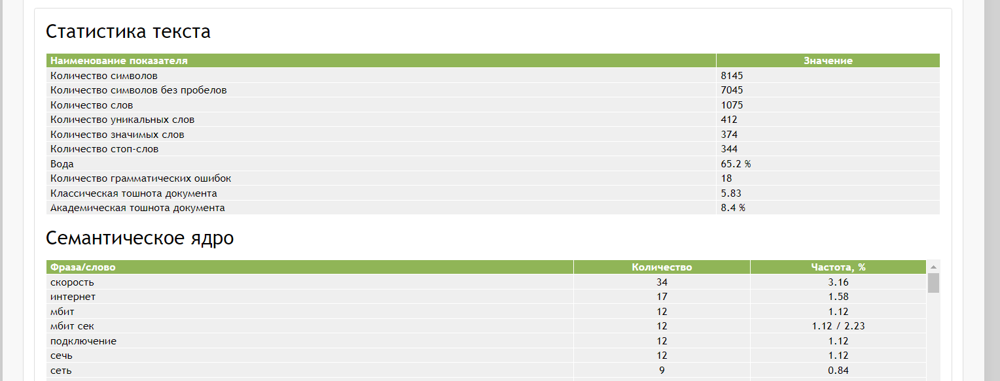 Статистика текста
Наименование показателя Значение
Количество символов 8145
Количество символов без пробелов 7045
Количество слов 1075
Количество уникальных слов 412
Количество значимых слов 374
Количество стоп-слов 344
Вода 65.2 %
Количество грамматических ошибок 18
Классическая тошнота документа 5.83
Академическая тошнота документа 8.4 %
Семантическое ядро
Фраза/слово Количество Частота, %
скорость 34 3.16
интернет 17 1.58
мбит 12 1.12
мбит сек 12 1.12 / 2.23
подключение 12 1.12
сечь 12 1.12
сеть 9 0.84